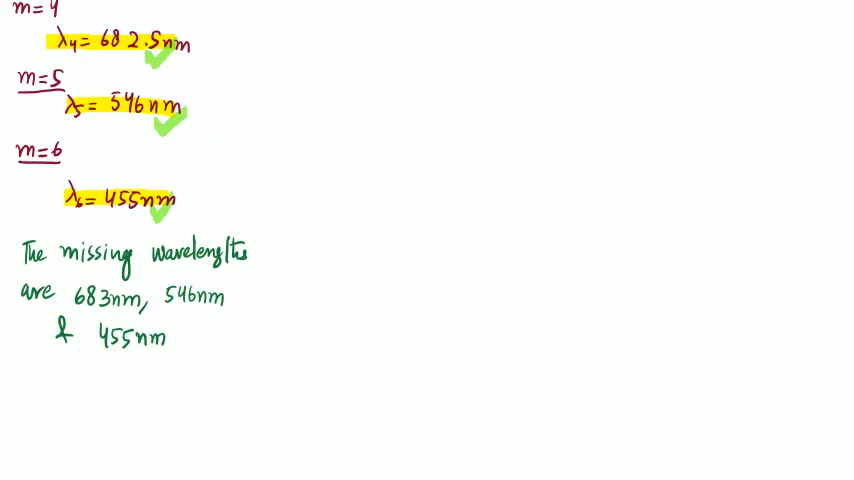 m=4
λ4= 682.5nm
m=5
λ5= 546nm
m=6
λ6= 455nm
The missing wavelengths
are 683nm, 546nm
& 455nm